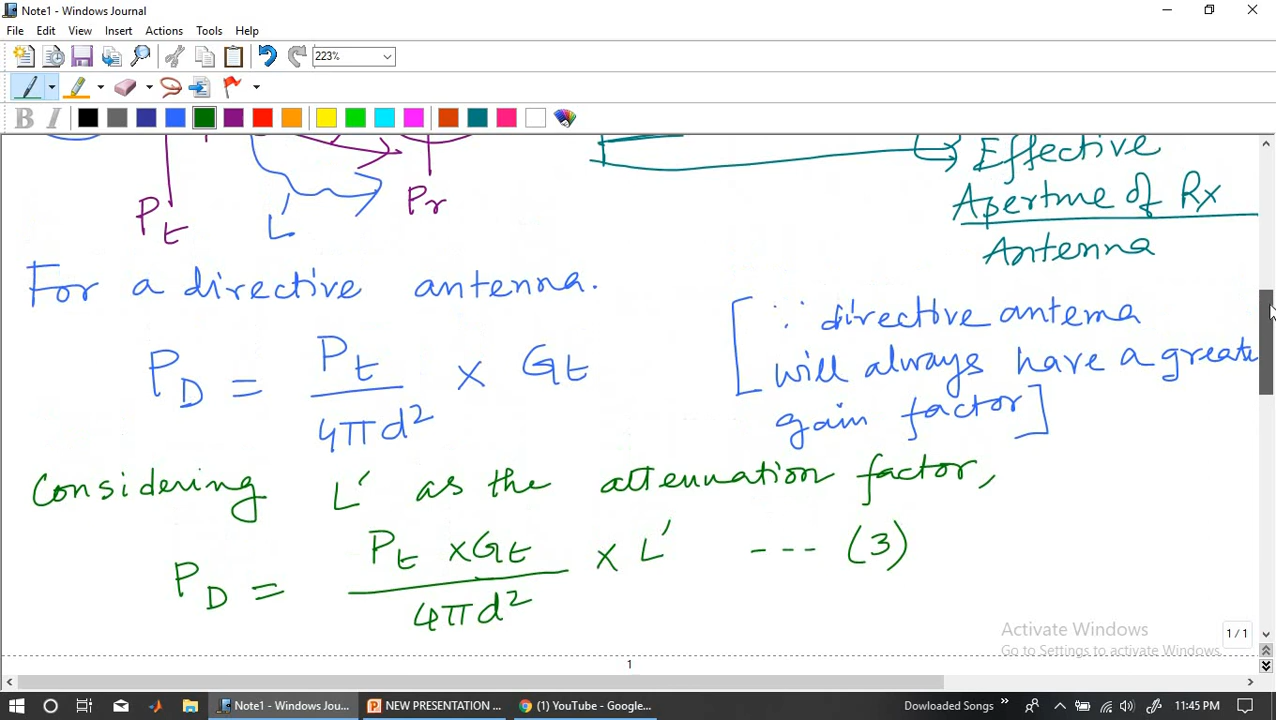 Note1 - Windows Journal
File Edit View Insert Actions Tools Help
223%
B I
Pt
L'
Pr
Effective
Aperture of Rx
Antenna
For a directive antenna.
PD = Pt / 4πd² × Gt
[∵ directive antenna
will always have a greate
gain factor]
Considering L' as the attenuation factor,
PD = Pt × Gt / 4πd² × L' --- (3)
Activate Windows
Go to Settings to activate Windows.
1/1
1
Note1 - Windows Jou...
NEW PRESENTATION ...
(1) YouTube - Google...
Downloaded Songs
11:45 PM